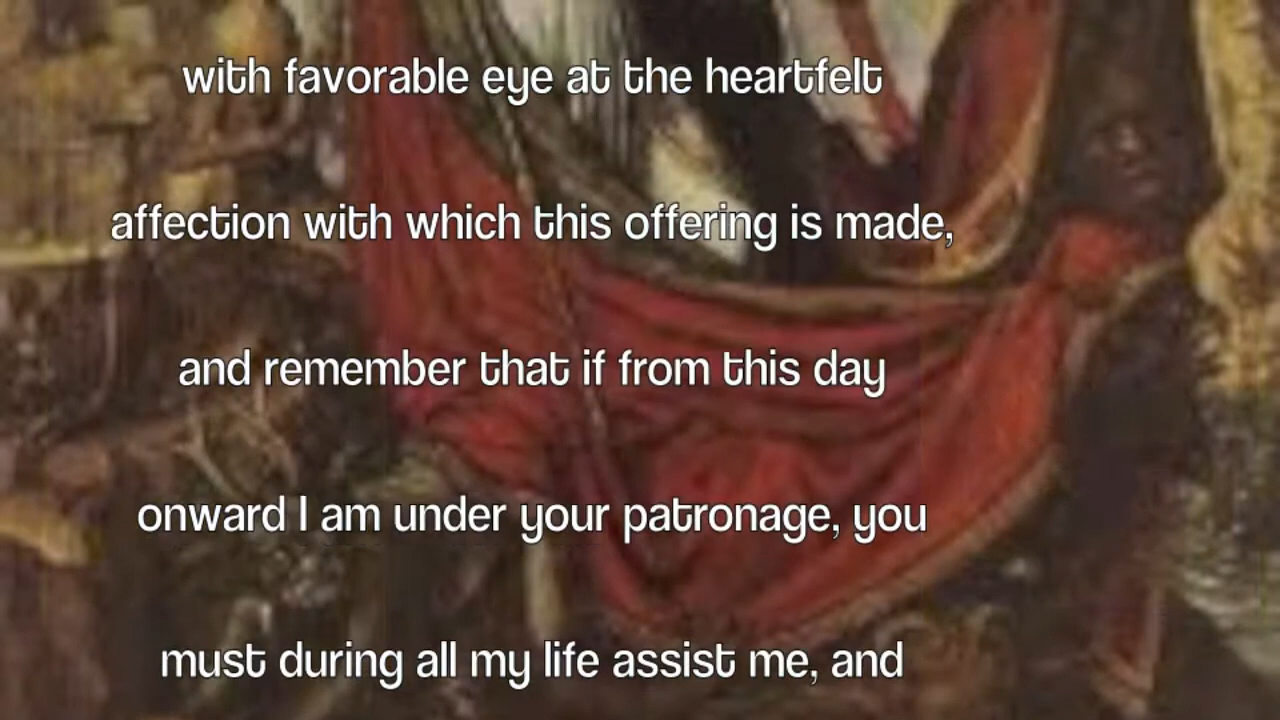 with favorable eye at the heartfelt
affection with which this offering is made,
and remember that if from this day
onward I am under your patronage, you
must during all my life assist me, and